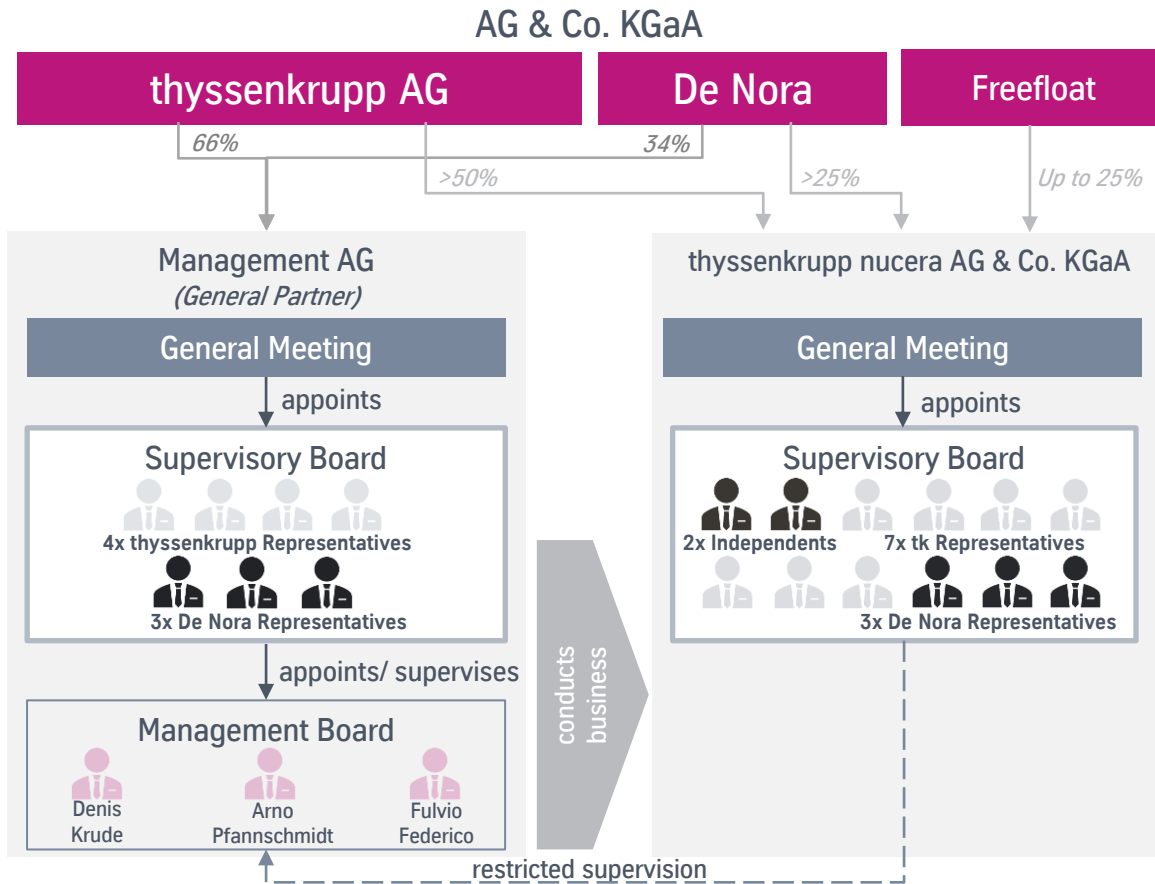 AG & Co. KGaA
thyssenkrupp AG
De Nora
Freefloat
66%
34%
>50%
>25%
Up to 25%
Management AG
(General Partner)
General Meeting
appoints
Supervisory Board
4x thyssenkrupp Representatives
3x De Nora Representatives
appoints/ supervises
Management Board
Denis
Krude
Arno
Pfannschmidt
Fulvio
Federico
conducts
business
thyssenkrupp nucera AG & Co. KGaA
General Meeting
appoints
Supervisory Board
2x Independents
7x tk Representatives
3x De Nora Representatives
restricted supervision